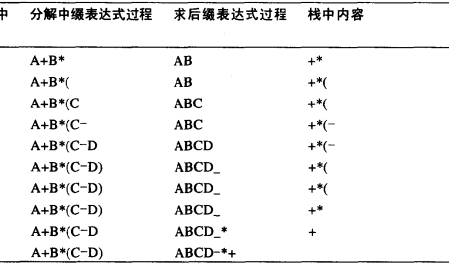 中 分解中缀表达式过程 求后缀表达式过程 栈中内容
A+B* AB +*
A+B*( AB +*(
A+B*(C ABC +*(
A+B*(C- ABC +*(-
A+B*(C-D ABCD +*(-
A+B*(C-D) ABCD_ +*(
A+B*(C-D) ABCD_ +*(
A+B*(C-D) ABCD_ +*
A+B*(C-D ABCD_* +
A+B*(C-D) ABCD-*+